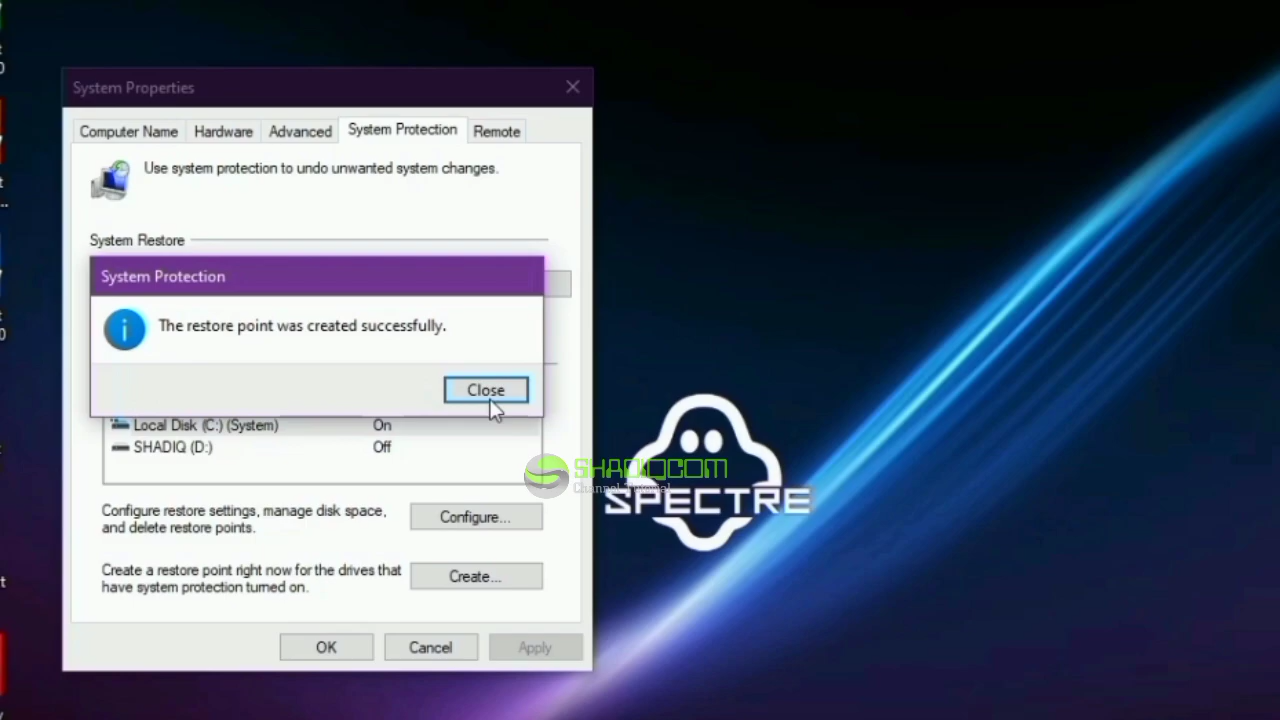 System Properties
Computer Name
Hardware
Advanced
System Protection
Remote
Use system protection to undo unwanted system changes.
System Restore
System Protection
The restore point was created successfully.
Close
Local Disk (C:) (System) On
SHADIQ (D:) Off
SHADIQCOM
Channel Tutorial
SPECTRE
Configure restore settings, manage disk space,
and delete restore points.
Configure...
Create a restore point right now for the drives that
have system protection turned on.
Create...
OK
Cancel
Apply